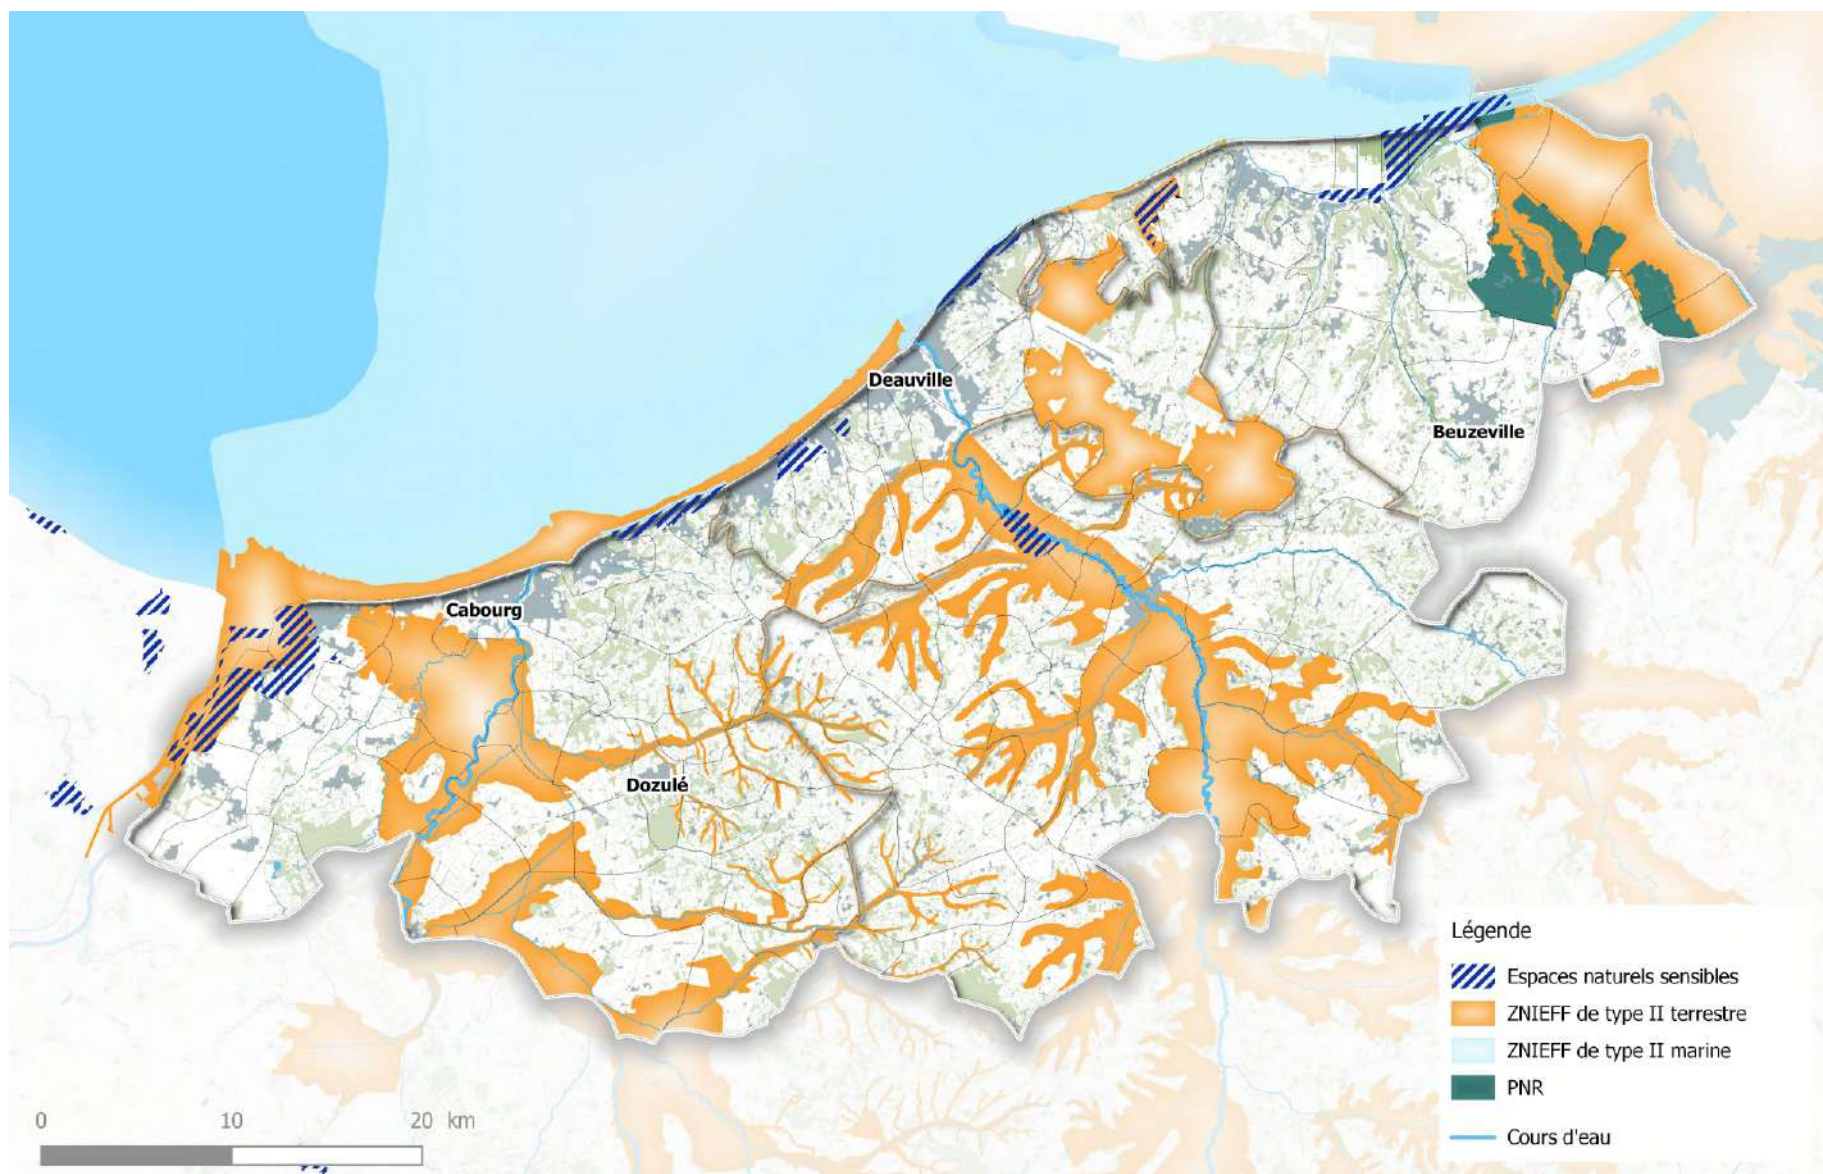 Deauville
Beuzeville
Cabourg
Dozulé
Légende
Espaces naturels sensibles
ZNIEFF de type II terrestre
ZNIEFF de type II marine
PNR
Cours d'eau
0 10 20 km